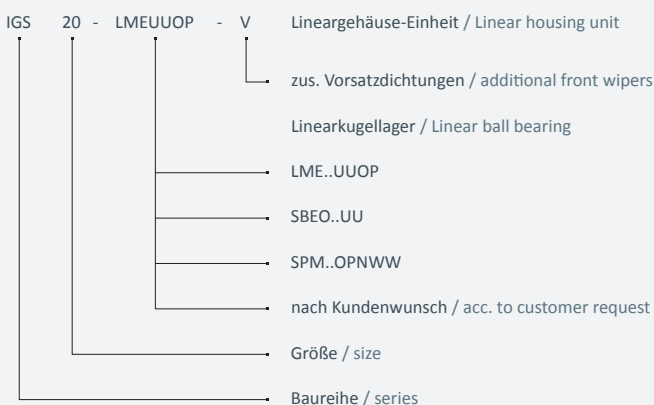 IGS 20 - LMEUUOP - V Lineargehäuse-Einheit / Linear housing unit
zus. Vorsatzdichtungen / additional front wipers
Linearkugellager / Linear ball bearing
LME..UUOP
SBEO..UU
SPM..OPNWW
nach Kundenwunsch / acc. to customer request
Größe / size
Baureihe / series